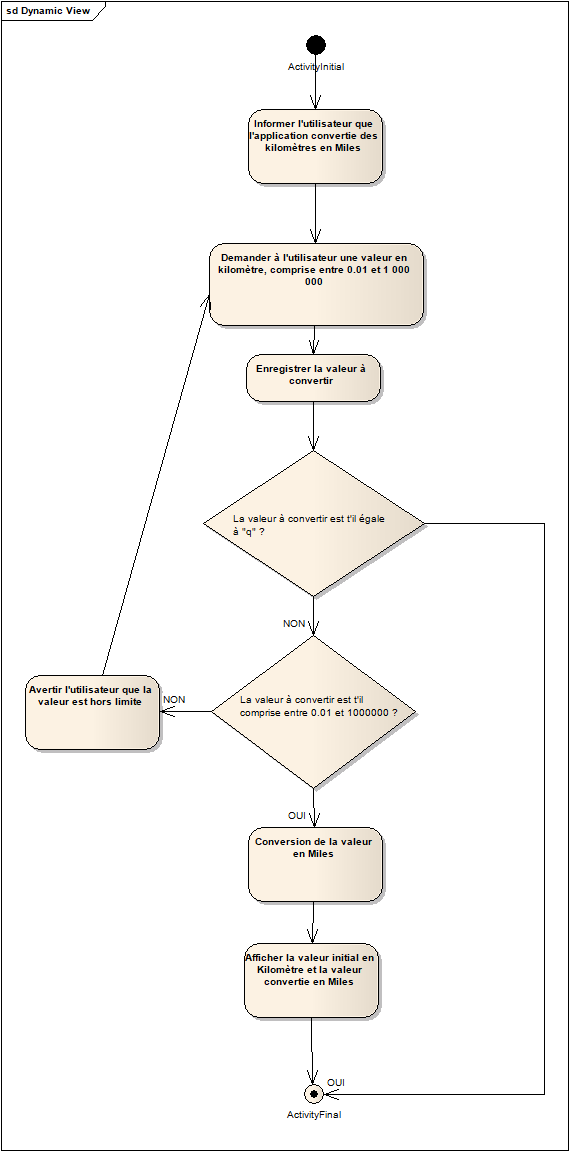 sd Dynamic View
ActivityInitial
Informer l'utilisateur que
l'application convertie des
kilomètres en Miles
Demander à l'utilisateur une valeur en
kilomètre, comprise entre 0.01 et 1 000
000
Enregistrer la valeur à
convertir
La valeur à convertir est t'il égale
à "q" ?
NON
Avertir l'utilisateur que la
valeur est hors limite
NON
La valeur à convertir est t'il
comprise entre 0.01 et 1000000 ?
OUI
Conversion de la valeur
en Miles
Afficher la valeur initial en
Kilomètre et la valeur
convertie en Miles
OUI
ActivityFinal